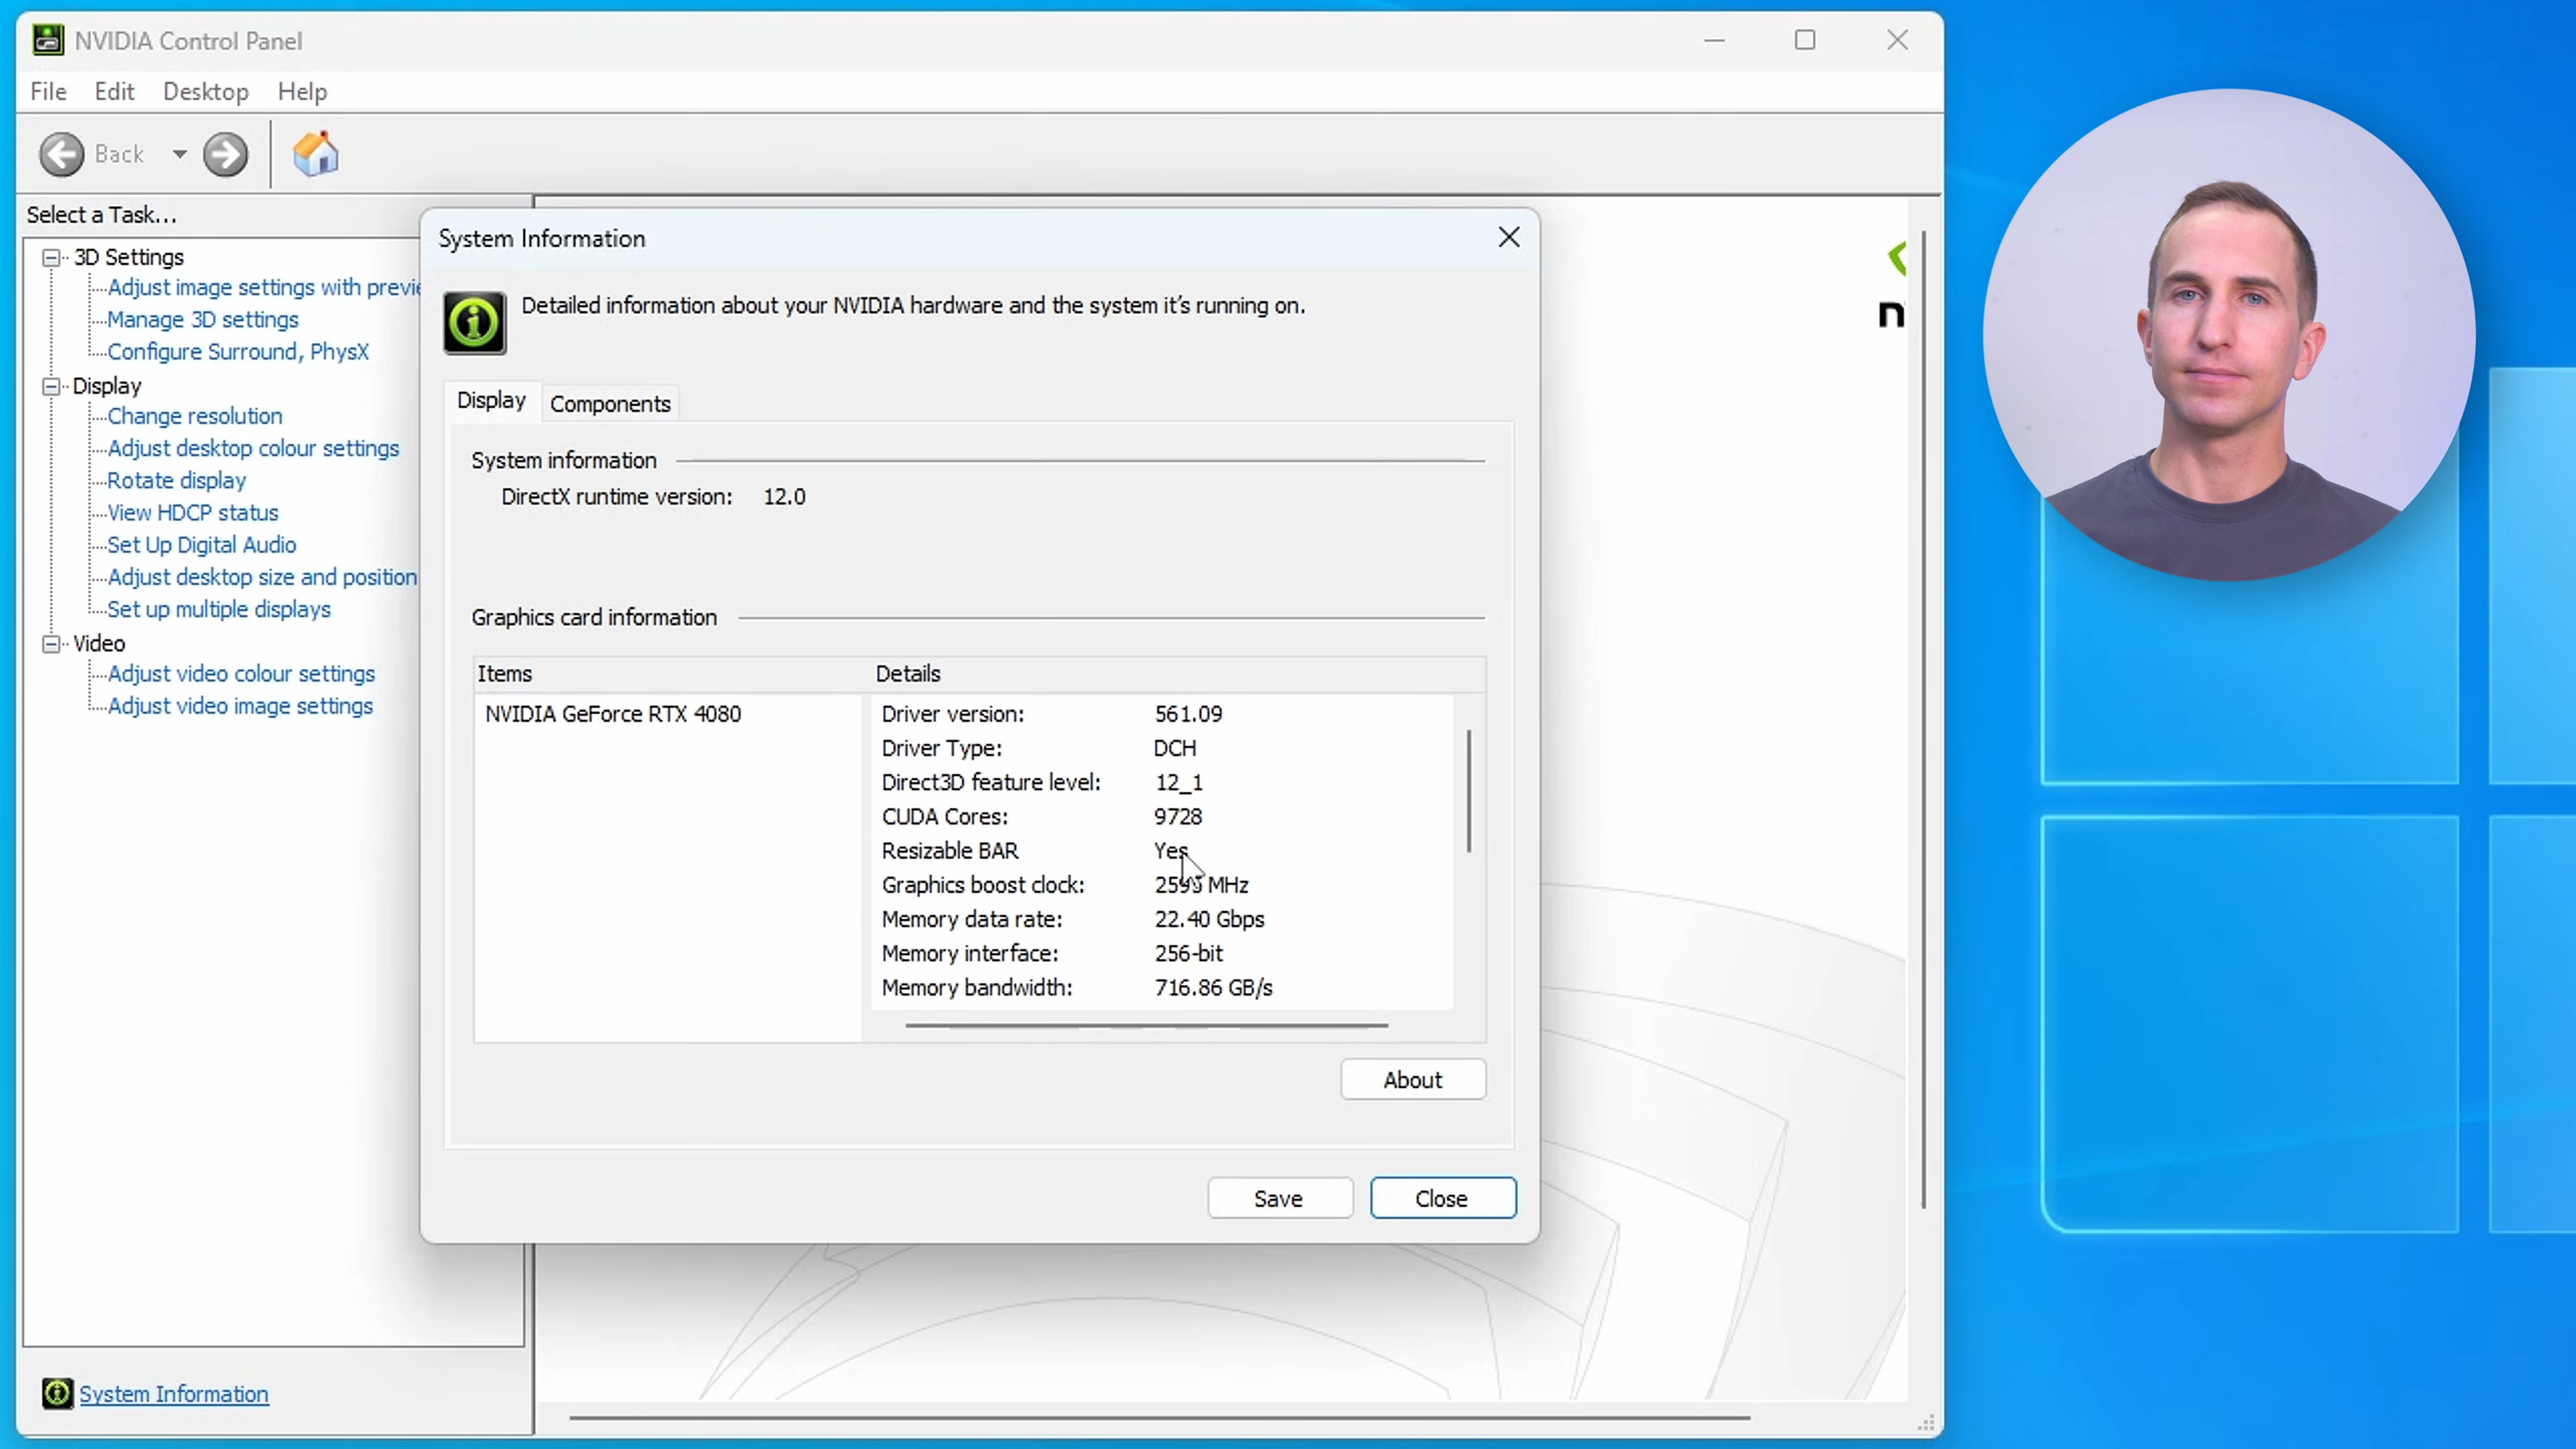 NVIDIA Control Panel
File Edit Desktop Help
Back
Select a Task...
3D Settings
Adjust image settings with
Manage 3D settings
Configure Surround, PhysX
Display
Change resolution
Adjust desktop colour settings
Rotate display
View HDCP status
Set Up Digital Audio
Adjust desktop size and position
Set up multiple displays
Video
Adjust video colour settings
Adjust video image settings
System Information
System Information
Detailed information about your NVIDIA hardware and the system it's running on.
Display Components
System information
DirectX runtime version: 12.0
Graphics card information
Items Details
NVIDIA GeForce RTX 4080
Driver version: 561.09
Driver Type: DCH
Direct3D feature level: 12_1
CUDA Cores: 9728
Resizable BAR Yes
Graphics boost clock: MHz
Memory data rate: 22.40 Gbps
Memory interface: 256-bit
Memory bandwidth: 716.86 GB/s
About
Save Close